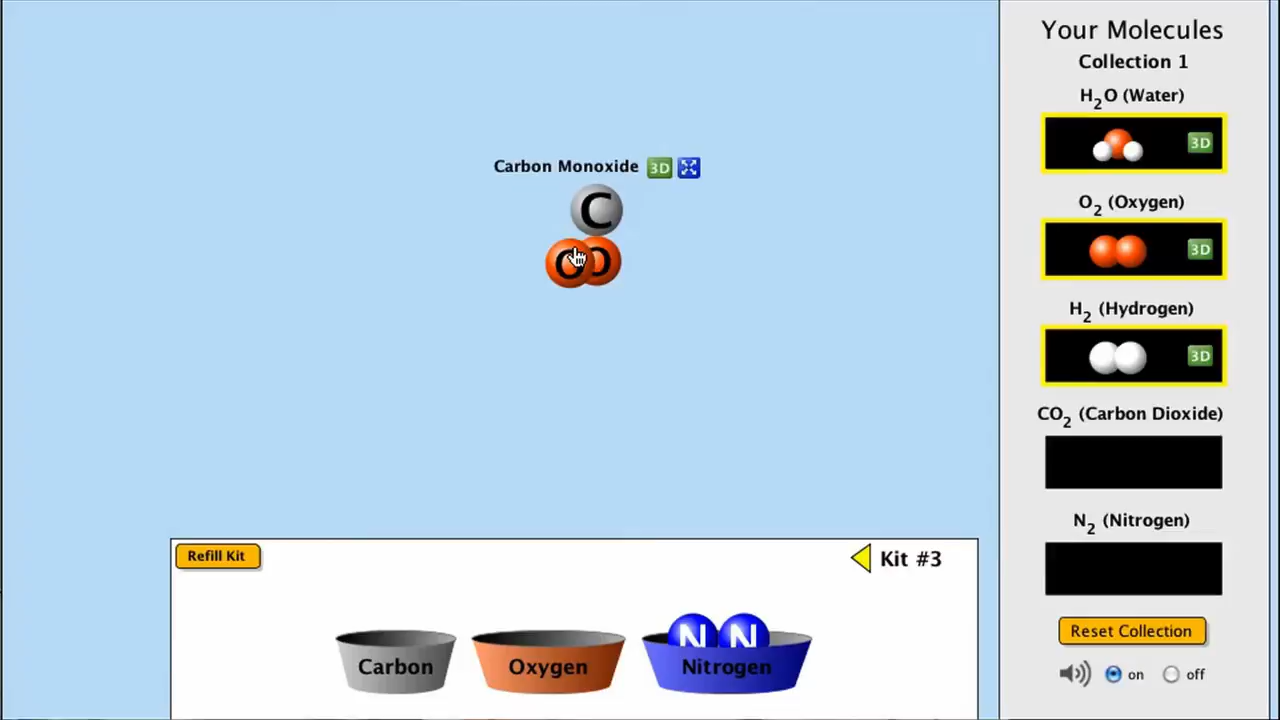 Your Molecules
Collection 1
H2O (Water)
3D
O2 (Oxygen)
3D
H2 (Hydrogen)
3D
CO2 (Carbon Dioxide)
N2 (Nitrogen)
Reset Collection
on off
Carbon Monoxide 3D
C
O O
Refill Kit
Kit #3
N N
Carbon Oxygen Nitrogen